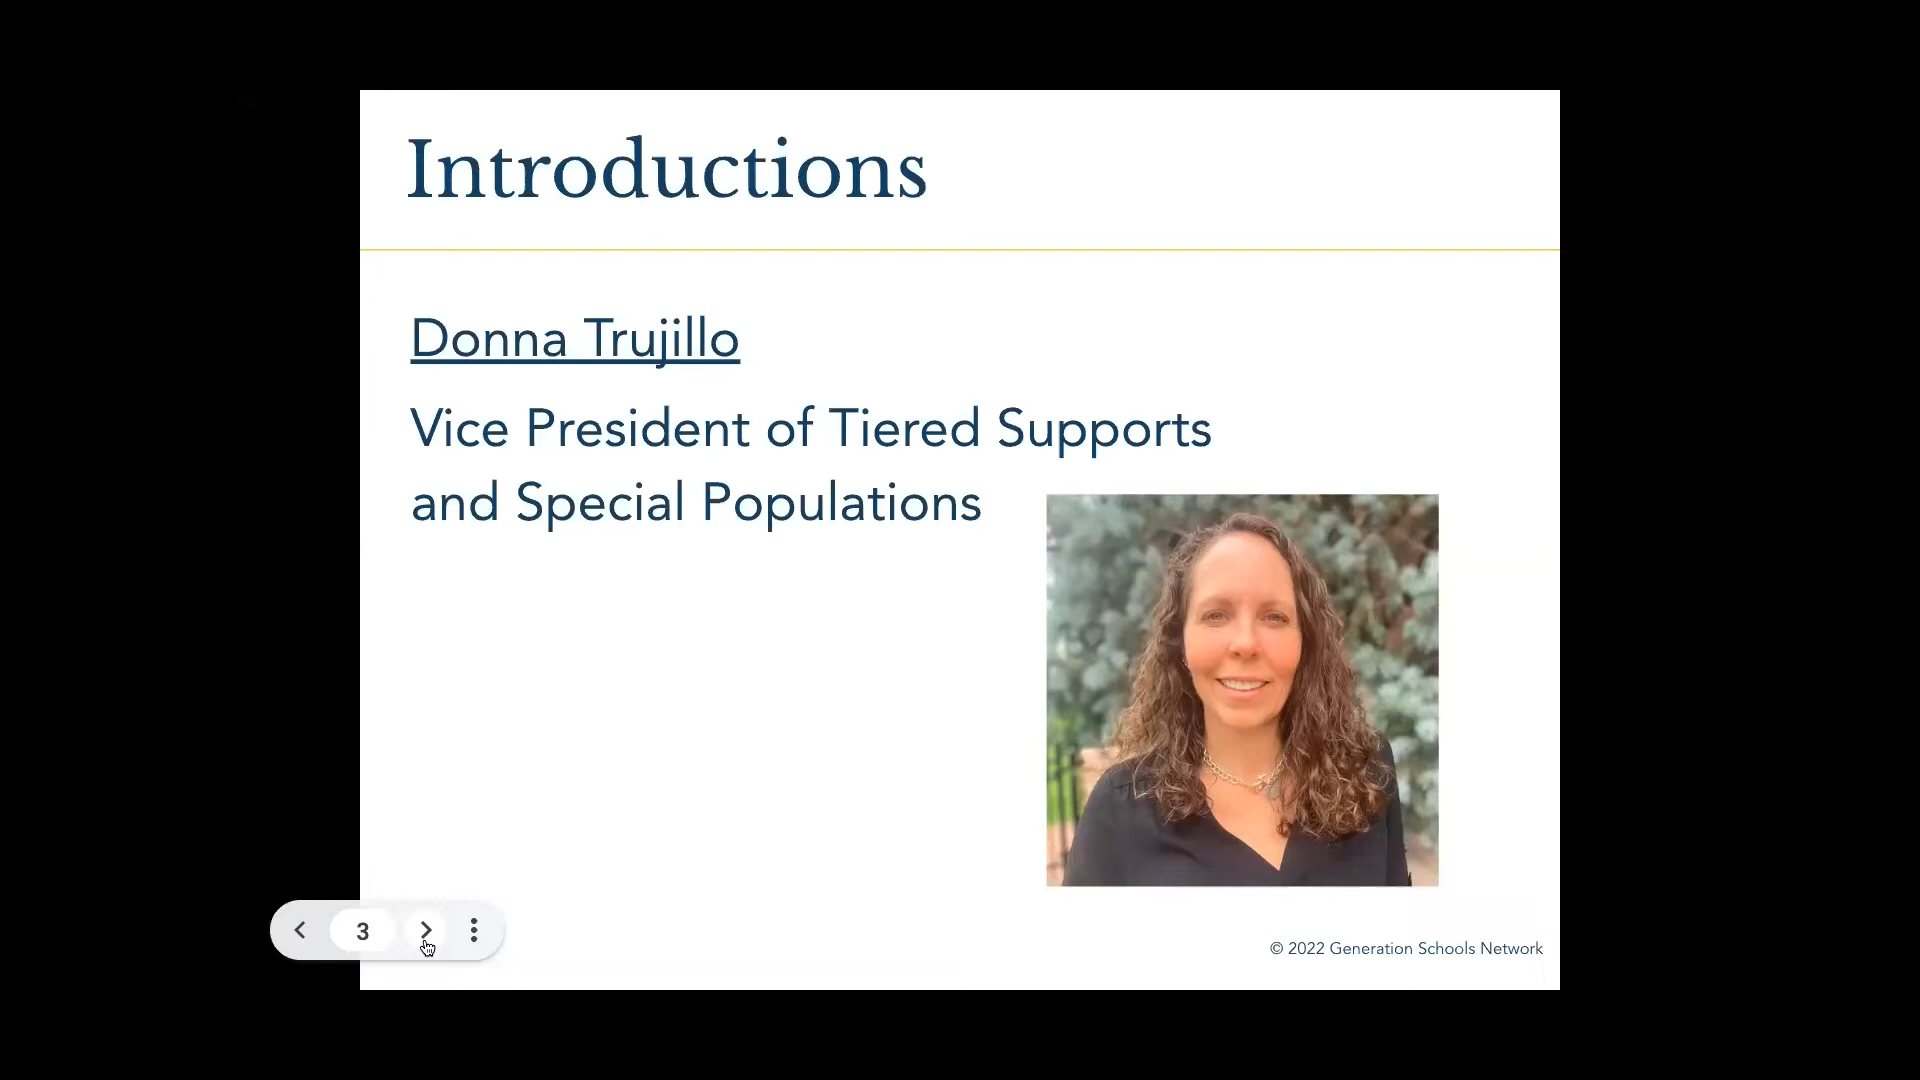 Introductions
Donna Trujillo
Vice President of Tiered Supports
and Special Populations
3
© 2022 Generation Schools Network